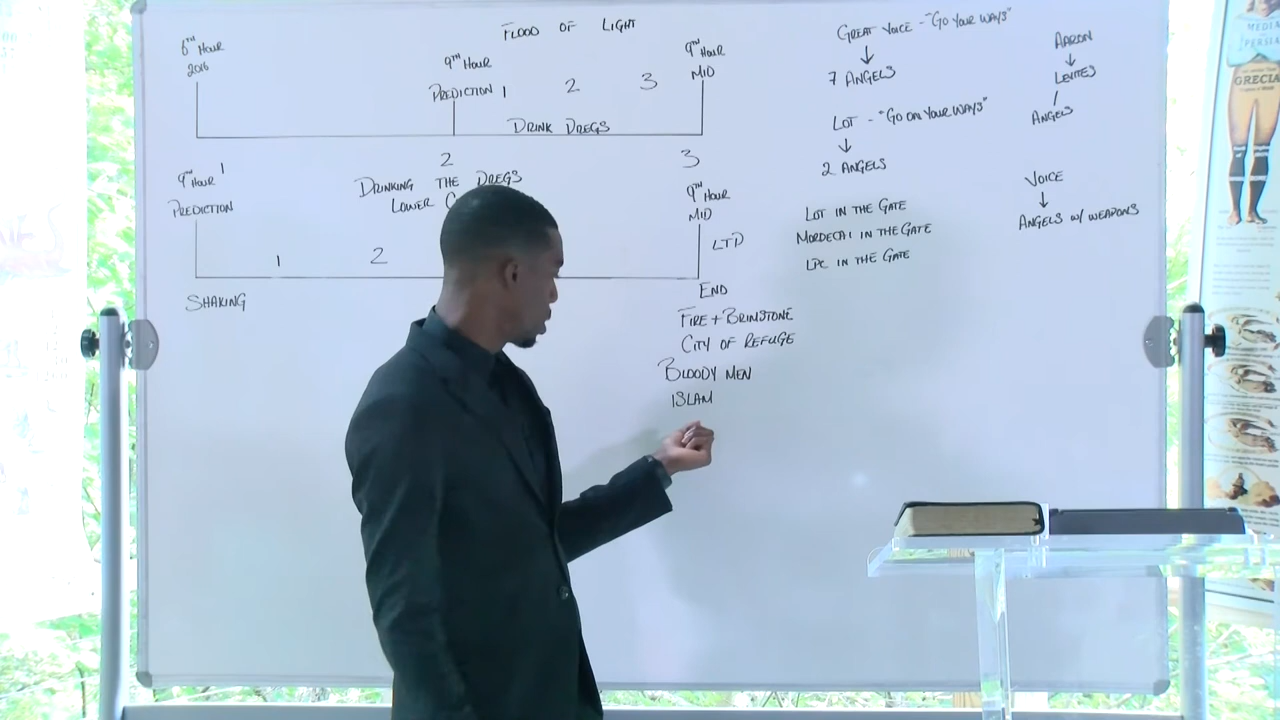 FLOOD OF LIGHT
6TH HOUR
2016
9TH HOUR
PREDICTION
1
2
3
9TH HOUR
MID
DRINK DREGS
1
2
3
9TH HOUR
PREDICTION
DRINKING THE DREGS
LOWER
9TH HOUR
MID
LTP
1
2
SHAKING
END
FIRE + BRIMSTONE
CITY OF REFUGE
BLOODY MEN
ISLAM
GREAT VOICE - "GO YOUR WAYS"
7 ANGELS
LOT - "GO ON YOUR WAYS"
2 ANGELS
LOT IN THE GATE
MORDECAI IN THE GATE
LPC IN THE GATE
AARON
LEVITES
ANGELS
VOICE
ANGELS W/ WEAPONS
MEDIA
PERSIA
GRECIA